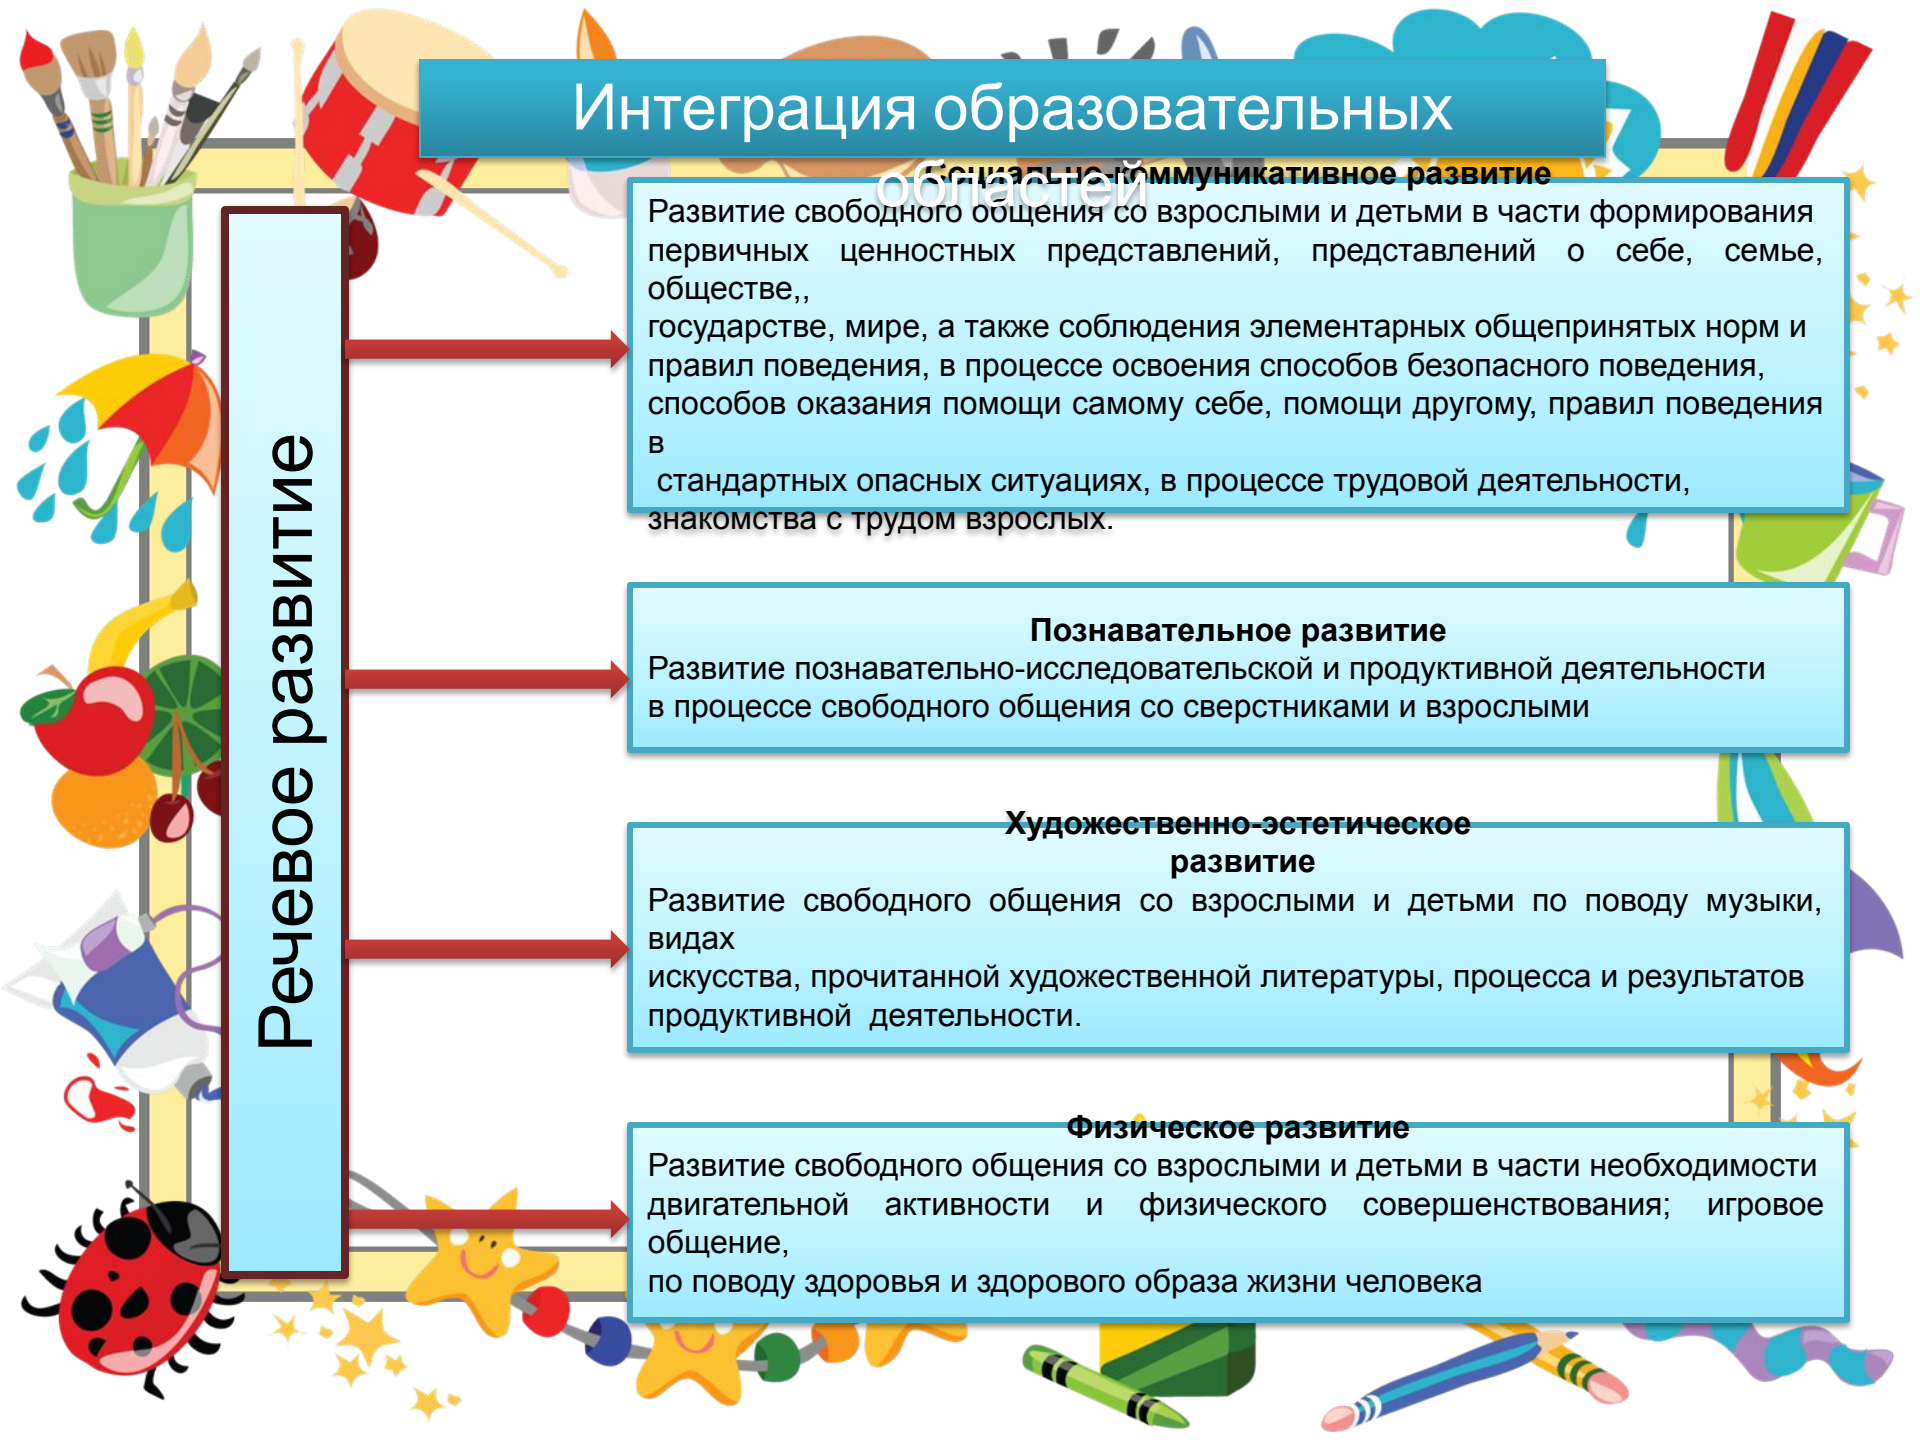 Интеграция образовательных
областей
Речевое развитие
Социально-коммуникативное развитие
Развитие свободного общения со взрослыми и детьми в части формирования
первичных ценностных представлений, представлений о себе, семье,
обществе,,
государстве, мире, а также соблюдения элементарных общепринятых норм и
правил поведения, в процессе освоения способов безопасного поведения,
способов оказания помощи самому себе, помощи другому, правил поведения
в
стандартных опасных ситуациях, в процессе трудовой деятельности,
знакомства с трудом взрослых.
Познавательное развитие
Развитие познавательно-исследовательской и продуктивной деятельности
в процессе свободного общения со сверстниками и взрослыми
Художественно-эстетическое
развитие
Развитие свободного общения со взрослыми и детьми по поводу музыки,
видах
искусства, прочитанной художественной литературы, процесса и результатов
продуктивной деятельности.
Физическое развитие
Развитие свободного общения со взрослыми и детьми в части необходимости
двигательной активности и физического совершенствования; игровое
общение,
по поводу здоровья и здорового образа жизни человека